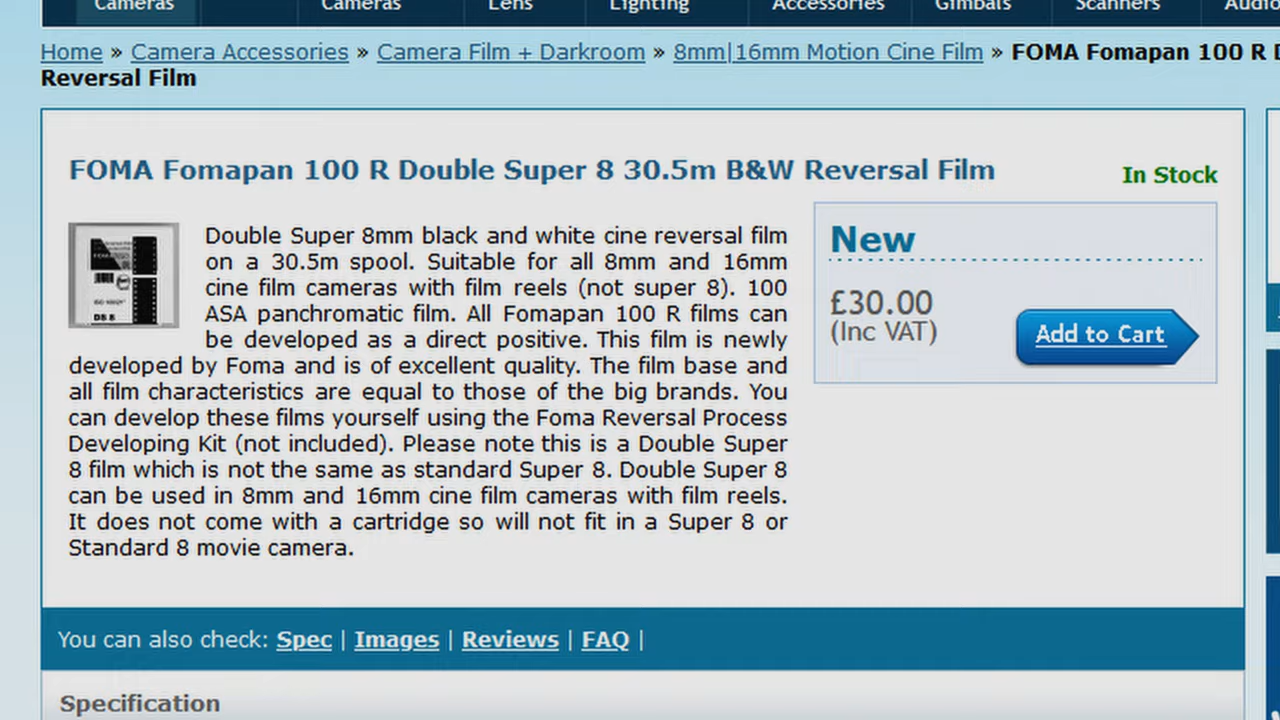 Cameras Cameras Lens Lighting Accessories Gimbals Scanners Audio
Home » Camera Accessories » Camera Film + Darkroom » 8mm|16mm Motion Cine Film » FOMA Fomapan 100 R
Reversal Film
FOMA Fomapan 100 R Double Super 8 30.5m B&W Reversal Film
In Stock
Double Super 8mm black and white cine reversal film
on a 30.5m spool. Suitable for all 8mm and 16mm
cine film cameras with film reels (not super 8). 100
ASA panchromatic film. All Fomapan 100 R films can
be developed as a direct positive. This film is newly
developed by Foma and is of excellent quality. The film base and
all film characteristics are equal to those of the big brands. You
can develop these films yourself using the Foma Reversal Process
Developing Kit (not included). Please note this is a Double Super
8 film which is not the same as standard Super 8. Double Super 8
can be used in 8mm and 16mm cine film cameras with film reels.
It does not come with a cartridge so will not fit in a Super 8 or
Standard 8 movie camera.
New
£30.00
(Inc VAT)
Add to Cart
DS 8
You can also check: Spec | Images | Reviews | FAQ |
Specification